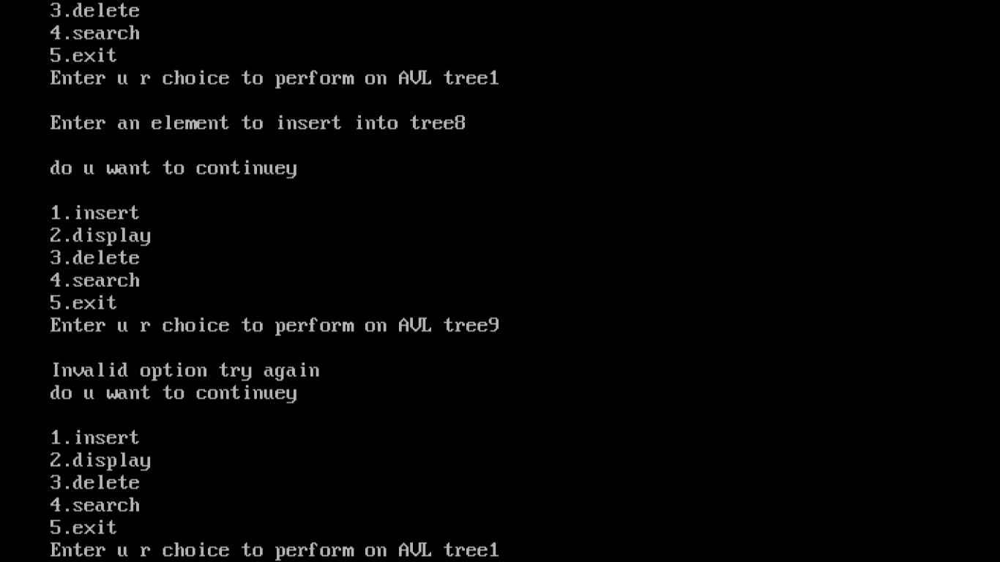 3.delete
4.search
5.exit
Enter u r choice to perform on AVL tree1
Enter an element to insert into tree8
do u want to continuey
1.insert
2.display
3.delete
4.search
5.exit
Enter u r choice to perform on AVL tree9
Invalid option try again
do u want to continuey
1.insert
2.display
3.delete
4.search
5.exit
Enter u r choice to perform on AVL tree1